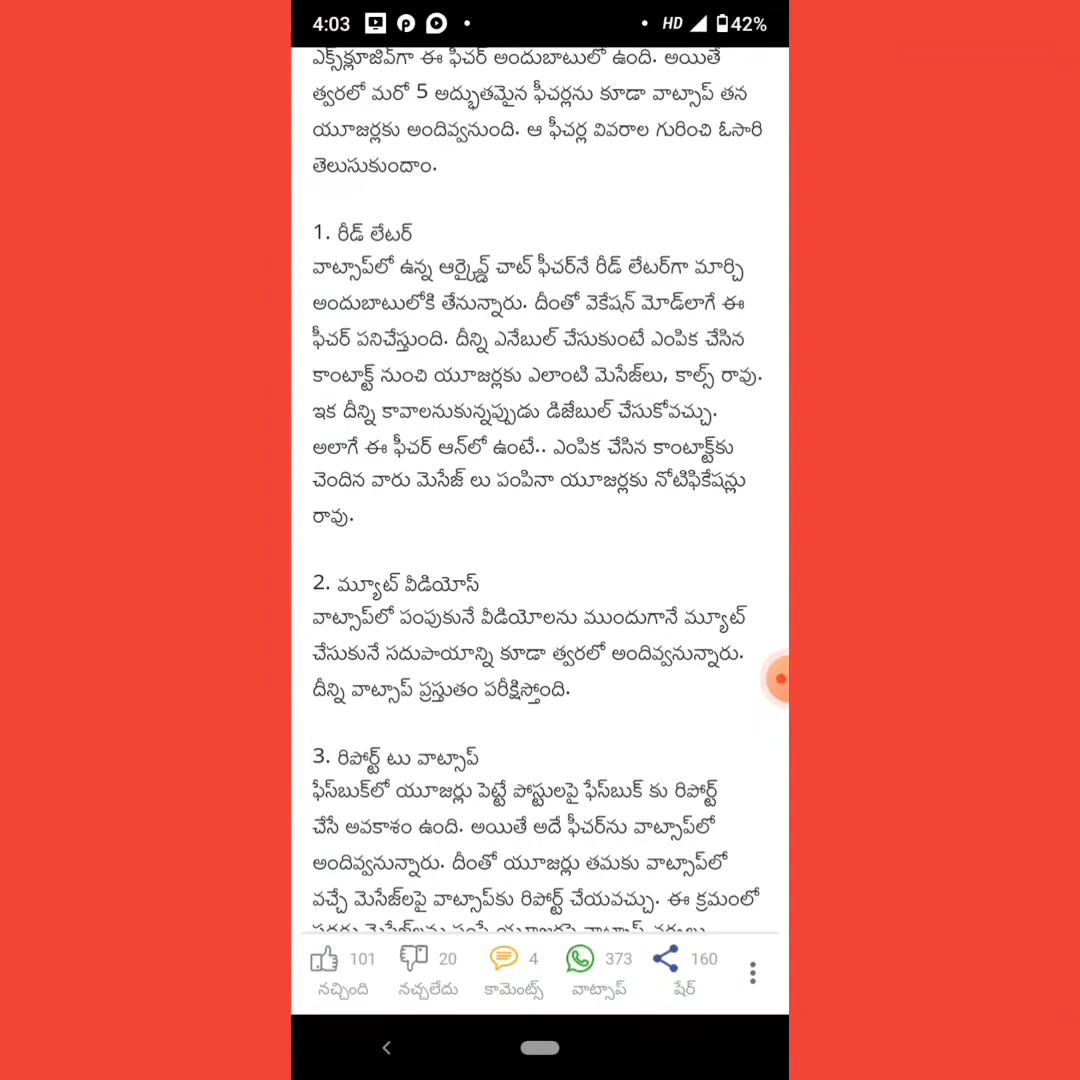 4:03
HD 42%
ఎక్స్‌క్లూజివ్‌గా ఈ ఫీచర్ అందుబాటులో ఉంది. అయితే
త్వరలో మరో 5 అద్భుతమైన ఫీచర్లను కూడా వాట్సాప్ తన
యూజర్లకు అందివ్వనుంది. ఆ ఫీచర్ల వివరాల గురించి ఓసారి
తెలుసుకుందాం.
1. రీడ్ లేటర్
వాట్సాప్‌లో ఉన్న ఆర్కైవ్డ్ చాట్ ఫీచర్‌నే రీడ్ లేటర్‌గా మార్చి
అందుబాటులోకి తేనున్నారు. దీంతో వెకేషన్ మోడ్‌లాగే ఈ
ఫీచర్ పనిచేస్తుంది. దీన్ని ఎనేబుల్ చేసుకుంటే ఎంపిక చేసిన
కాంటాక్ట్ నుంచి యూజర్లకు ఎలాంటి మెసేజ్‌లు, కాల్స్ రావు.
ఇక దీన్ని కావాలనుకున్నప్పుడు డిజేబుల్ చేసుకోవచ్చు.
అలాగే ఈ ఫీచర్ ఆన్‌లో ఉంటే.. ఎంపిక చేసిన కాంటాక్ట్‌కు
చెందిన వారు మెసేజ్ లు పంపినా యూజర్లకు నోటిఫికేషన్లు
రావు.
2. మ్యూట్ వీడియోస్
వాట్సాప్‌లో పంపుకునే వీడియోలను ముందుగానే మ్యూట్
చేసుకునే సదుపాయాన్ని కూడా త్వరలో అందివ్వనున్నారు.
దీన్ని వాట్సాప్ ప్రస్తుతం పరీక్షిస్తోంది.
3. రిపోర్ట్ టు వాట్సాప్
ఫేస్‌బుక్‌లో యూజర్లు పెట్టే పోస్టులపై ఫేస్‌బుక్ కు రిపోర్ట్
చేసే అవకాశం ఉంది. అయితే అదే ఫీచర్‌ను వాట్సాప్‌లో
అందివ్వనున్నారు. దీంతో యూజర్లు తమకు వాట్సాప్‌లో
వచ్చే మెసేజ్‌లపై వాట్సాప్‌కు రిపోర్ట్ చేయవచ్చు. ఈ క్రమంలో
101 20 4 373 160
నచ్చింది నచ్చలేదు కామెంట్స్ వాట్సాప్ షేర్